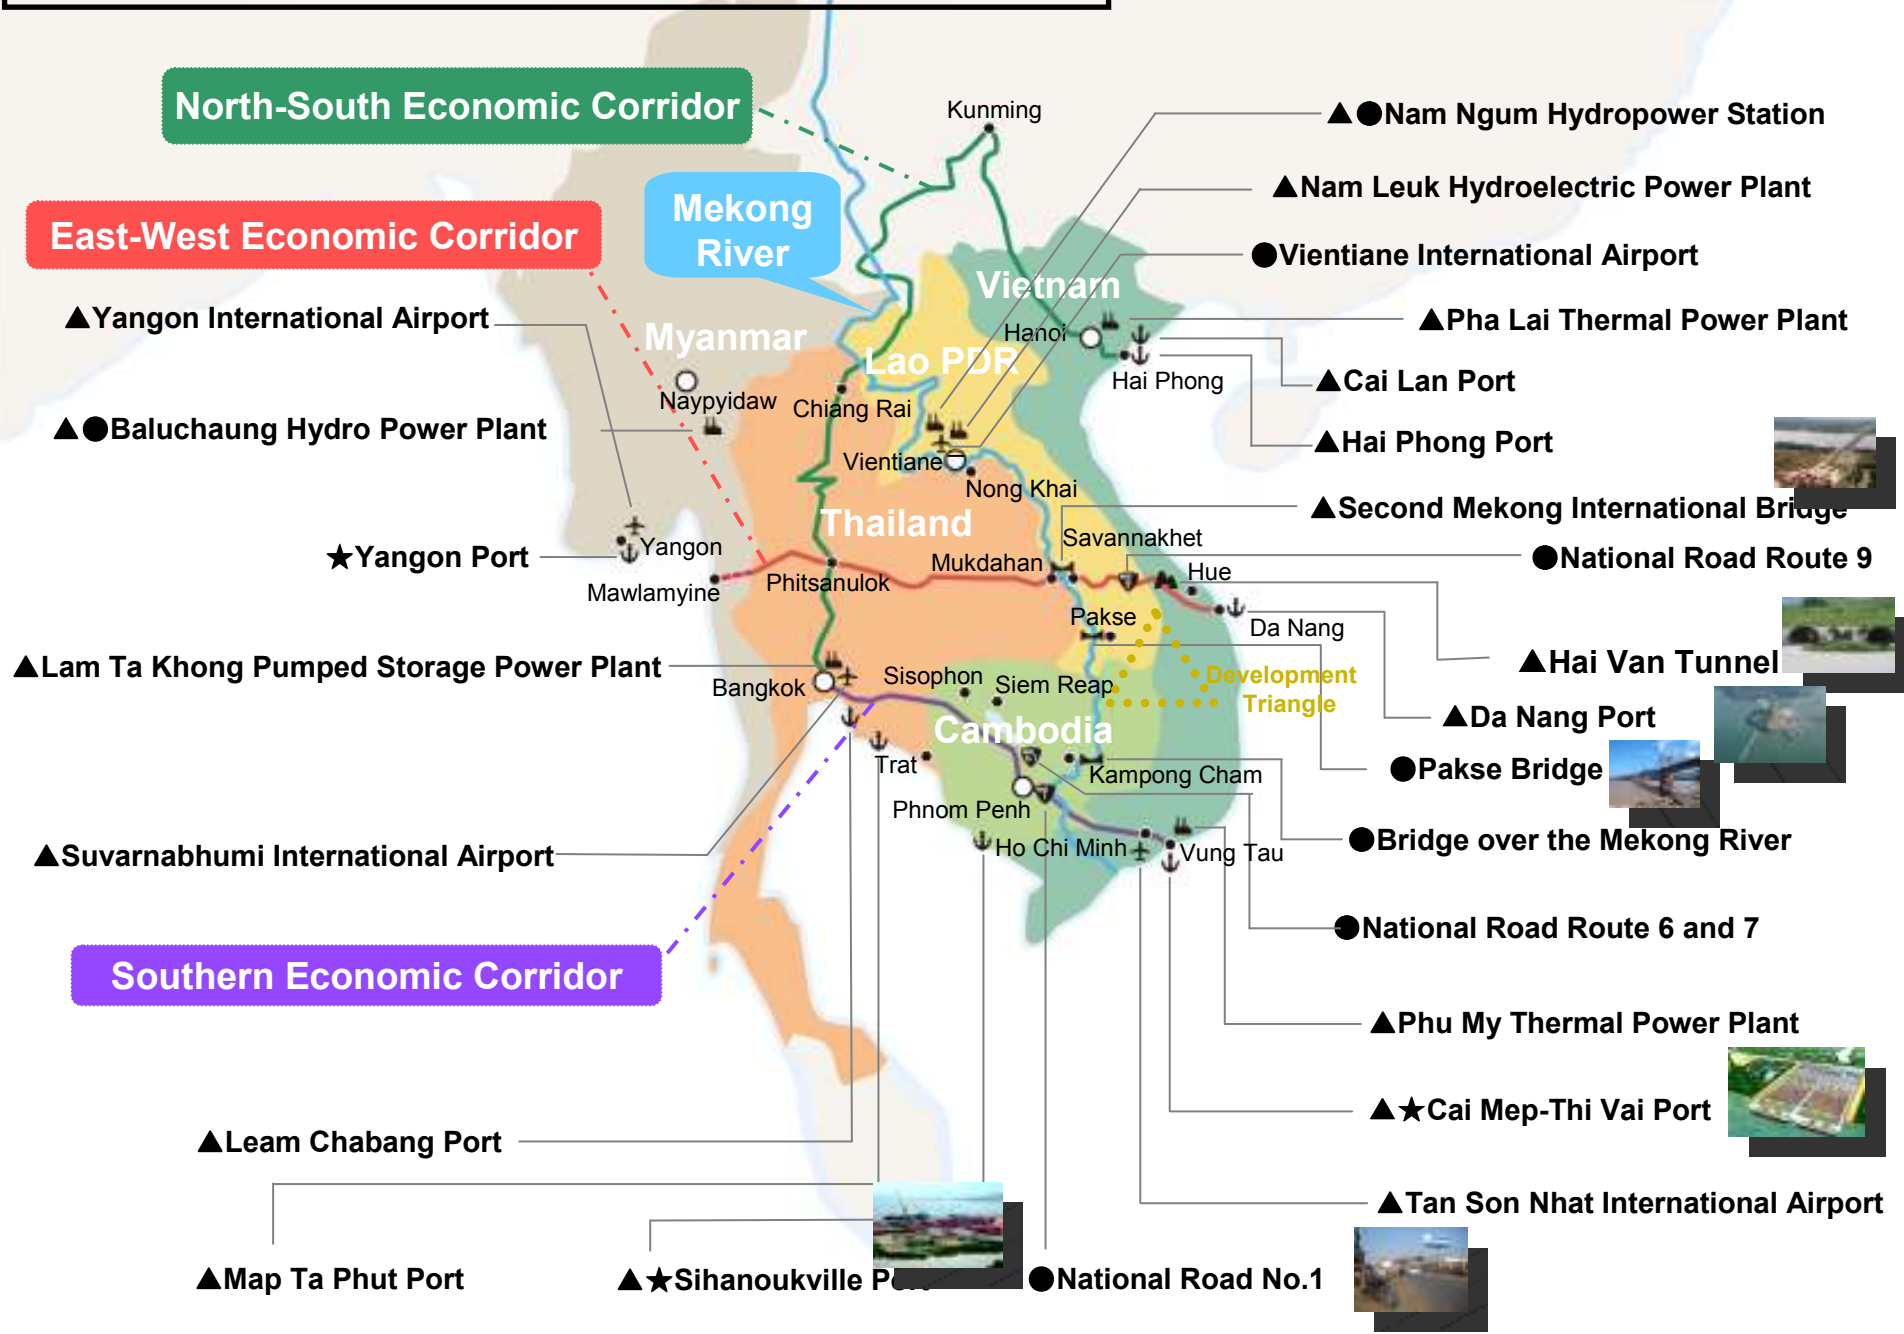 Kunming
North-South Economic Corridor
▲●Nam Ngum Hydropower Station
▲Nam Leuk Hydroelectric Power Plant
Mekong
River
East-West Economic Corridor
●Vientiane International Airport
Vietnam
▲Yangon International Airport
▲Pha Lai Thermal Power Plant
Myanmar
Hanoi
Lao PDR
Hai Phong
▲Cai Lan Port
Naypyidaw
Chiang Rai
▲●Baluchaung Hydro Power Plant
▲Hai Phong Port
Vientiane
Nong Khai
▲Second Mekong International Bridge
Thailand
Savannakhet
Yangon
★Yangon Port
Mukdahan
●National Road Route 9
Hue
Mawlamyine
Phitsanulok
Pakse
Da Nang
▲Lam Ta Khong Pumped Storage Power Plant
▲Hai Van Tunnel
Sisophon
Siem Reap
Development
Triangle
Bangkok
▲Da Nang Port
Cambodia
Trat
Kampong Cham
●Pakse Bridge
Phnom Penh
●Bridge over the Mekong River
Ho Chi Minh
Vung Tau
▲Suvarnabhumi International Airport
●National Road Route 6 and 7
Southern Economic Corridor
▲Phu My Thermal Power Plant
▲★Cai Mep-Thi Vai Port
▲Leam Chabang Port
▲Tan Son Nhat International Airport
▲Map Ta Phut Port
▲★Sihanoukville Port
●National Road No.1